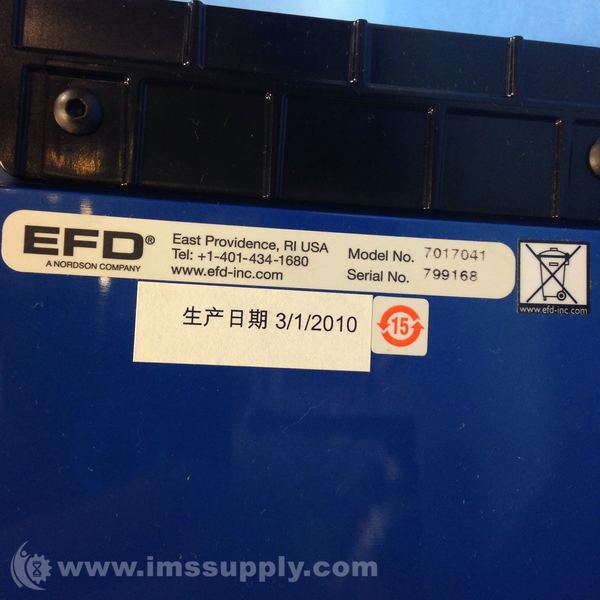 EFD®
A NORDSON COMPANY
East Providence, RI USA
Tel: +1-401-434-1680
www.efd-inc.com
Model No. 7017041
Serial No. 799168
www.efd-inc.com
生产日期 3/1/2010
15
www.imssupply.com